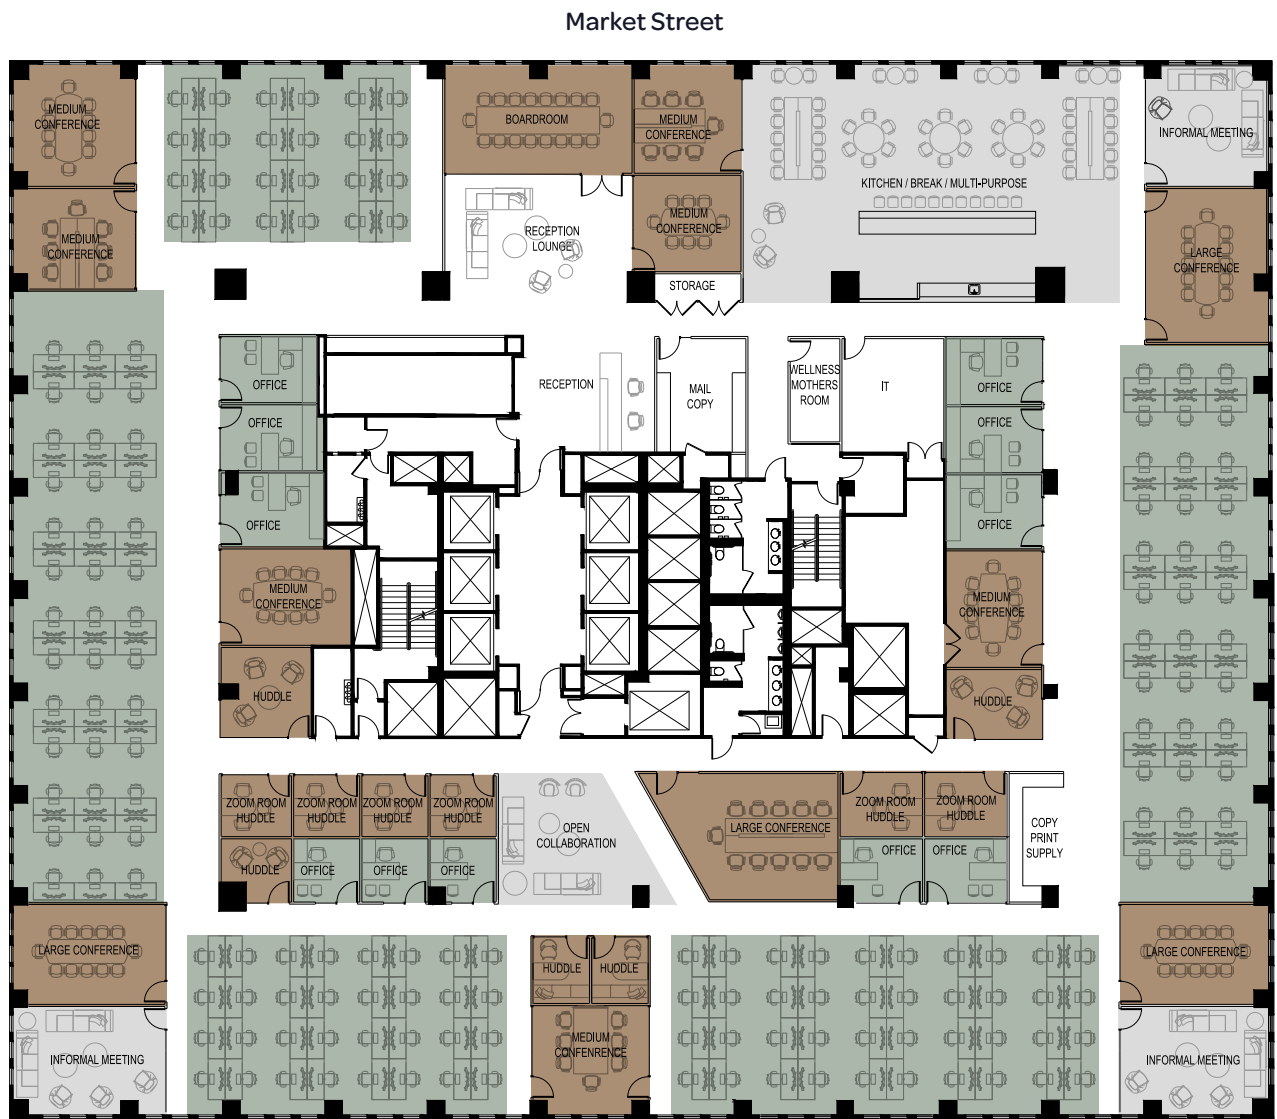 Market Street
MEDIUM
CONFERENCE
BOARDROOM
MEDIUM
CONFERENCE
INFORMAL MEETING
KITCHEN / BREAK / MULTI-PURPOSE
MEDIUM
CONFERENCE
RECEPTION
LOUNGE
MEDIUM
CONFERENCE
LARGE
CONFERENCE
STORAGE
OFFICE
RECEPTION
MAIL
COPY
WELLNESS
MOTHERS
ROOM
IT
OFFICE
OFFICE
OFFICE
OFFICE
OFFICE
MEDIUM
CONFERENCE
MEDIUM
CONFERENCE
HUDDLE
HUDDLE
ZOOM ROOM
HUDDLE
ZOOM ROOM
HUDDLE
ZOOM ROOM
HUDDLE
ZOOM ROOM
HUDDLE
OPEN
COLLABORATION
LARGE CONFERENCE
ZOOM ROOM
HUDDLE
ZOOM ROOM
HUDDLE
COPY
PRINT
SUPPLY
HUDDLE
OFFICE
OFFICE
OFFICE
OFFICE
OFFICE
LARGE CONFERENCE
HUDDLE
HUDDLE
LARGE CONFERENCE
INFORMAL MEETING
MEDIUM
CONFENRENCE
INFORMAL MEETING